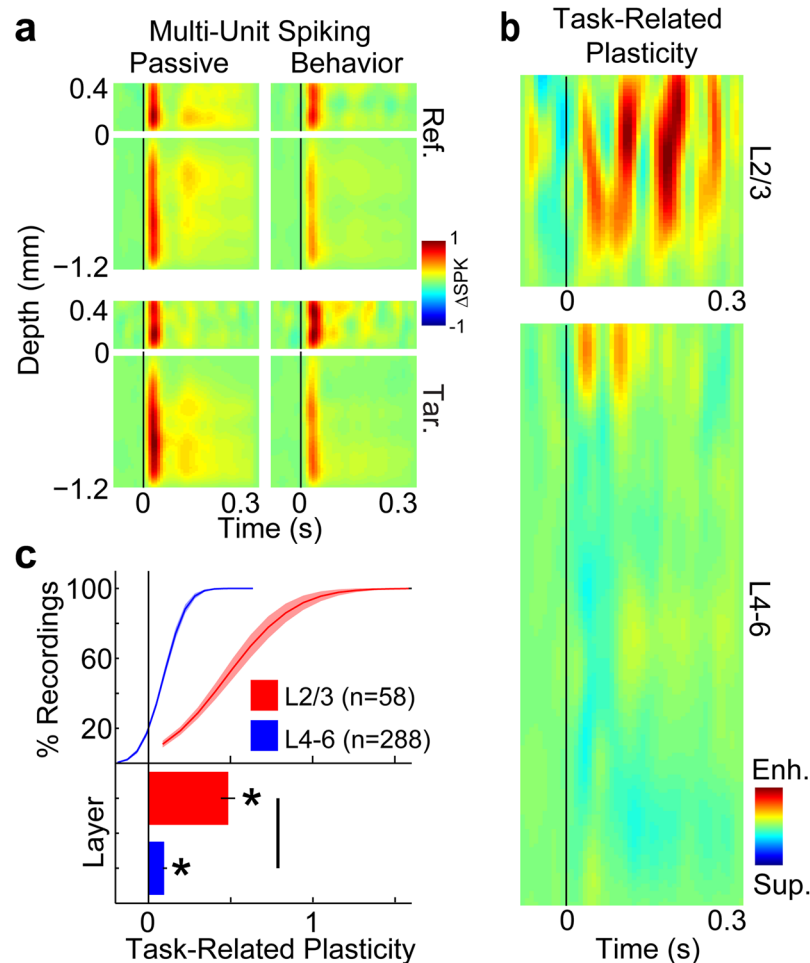 a
Multi-Unit Spiking
Passive
Behavior
0.4
0
−1.2
0.4
0
−1.2
Depth (mm)
Ref.
Tar.
1
ΔSPK
-1
0
0.3
0
0.3
Time (s)
b
Task-Related
Plasticity
L2/3
0
0.3
L4-6
Enh.
Sup.
0
0.3
Time (s)
c
100
60
20
% Recordings
L2/3 (n=58)
L4-6 (n=288)
Layer
*
*
0
1
Task-Related Plasticity